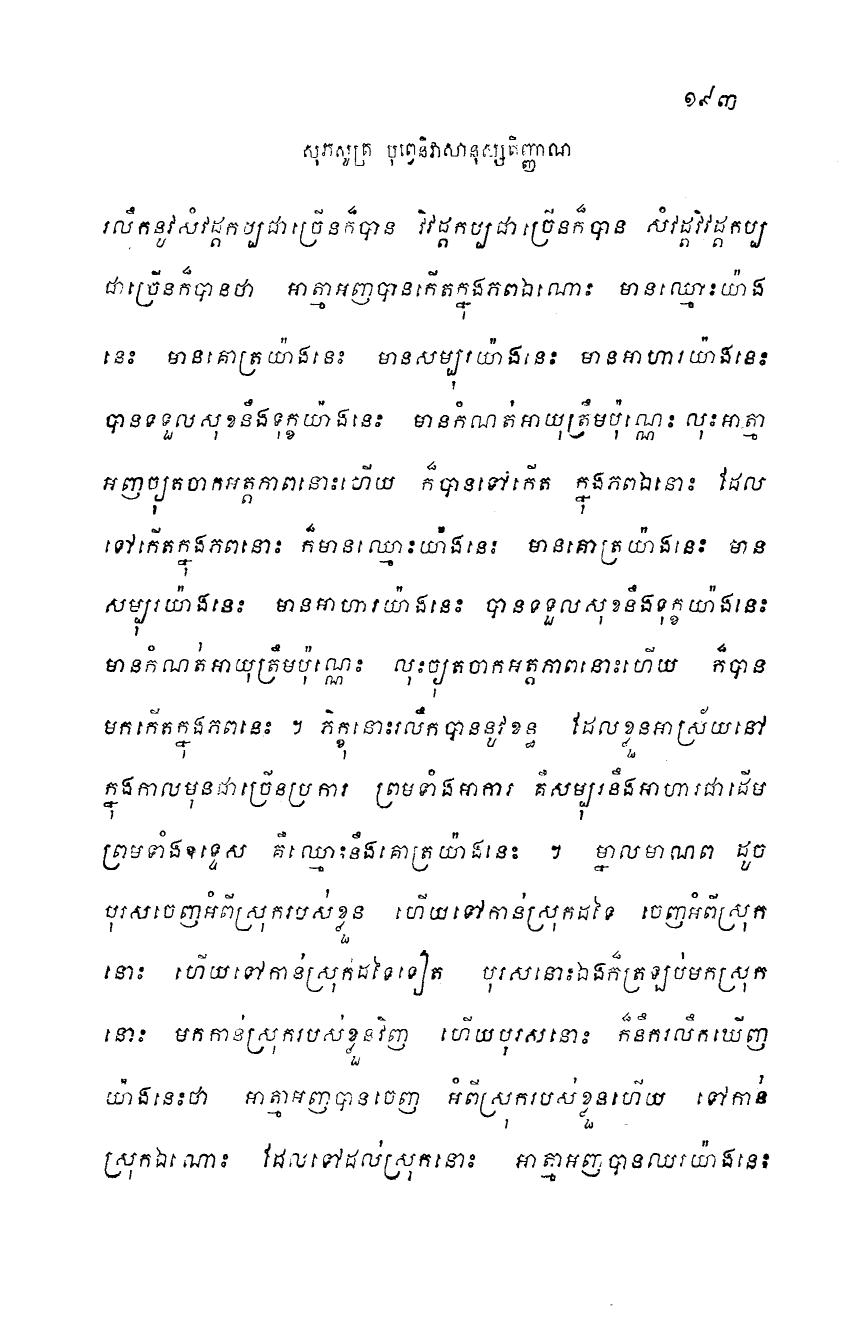 ១៩៣
សុភសូត្រ បុព្វេនិវាសានុស្សតិញ្ញាណ
រលឹកនូវសំវដ្តកប្បជាច្រើនក៏បាន វិវដ្តកប្បជាច្រើនក៏បាន សំវដ្តវិវដ្តកប្ប
ជាច្រើនក៏បានថា អាត្មាអញបានកើតក្នុងភពឯណោះ មានឈ្មោះយ៉ាង
នេះ មានគោត្រយ៉ាងនេះ មានសម្បុរយ៉ាងនេះ មានអាហារយ៉ាងនេះ
បានទទួលសុខនឹងទុក្ខយ៉ាងនេះ មានកំណត់អាយុត្រឹមប៉ុណ្ណេះ លុះអាត្មា
អញច្យុតចាកអត្តភាពនោះហើយ ក៏បានទៅកើត ក្នុងភពឯនោះ ដែល
ទៅកើតក្នុងភពនោះ ក៏មានឈ្មោះយ៉ាងនេះ មានគោត្រយ៉ាងនេះ មាន
សម្បុរយ៉ាងនេះ មានអាហារយ៉ាងនេះ បានទទួលសុខនឹងទុក្ខយ៉ាងនេះ
មានកំណត់អាយុត្រឹមប៉ុណ្ណេះ លុះច្យុតចាកអត្តភាពនោះហើយ ក៏បាន
មកកើតក្នុងភពនេះ ។ ភិក្ខុនោះរលឹកបាននូវខន្ធ ដែលខ្លួនអាស្រ័យនៅ
ក្នុងកាលមុនជាច្រើនប្រការ ព្រមទាំងអាការ គឺសម្បុរនឹងអាហារជាដើម
ព្រមទាំងឧទ្ទេស គឺឈ្មោះនឹងគោត្រយ៉ាងនេះ ។ ម្នាលមាណព ដូច
បុរសចេញអំពីស្រុករបស់ខ្លួន ហើយទៅកាន់ស្រុកដទៃ ចេញអំពីស្រុក
នោះ ហើយទៅកាន់ស្រុកដទៃទៀត បុរសនោះឯងក៏ត្រឡប់មកស្រុក
នោះ មកកាន់ស្រុករបស់ខ្លួនវិញ ហើយបុរសនោះ ក៏នឹករលឹកឃើញ
យ៉ាងនេះថា អាត្មាអញបានចេញ អំពីស្រុករបស់ខ្លួនហើយ ទៅកាន់
ស្រុកឯណោះ ដែលទៅដល់ស្រុកនោះ អាត្មាអញបានឈរយ៉ាងនេះ